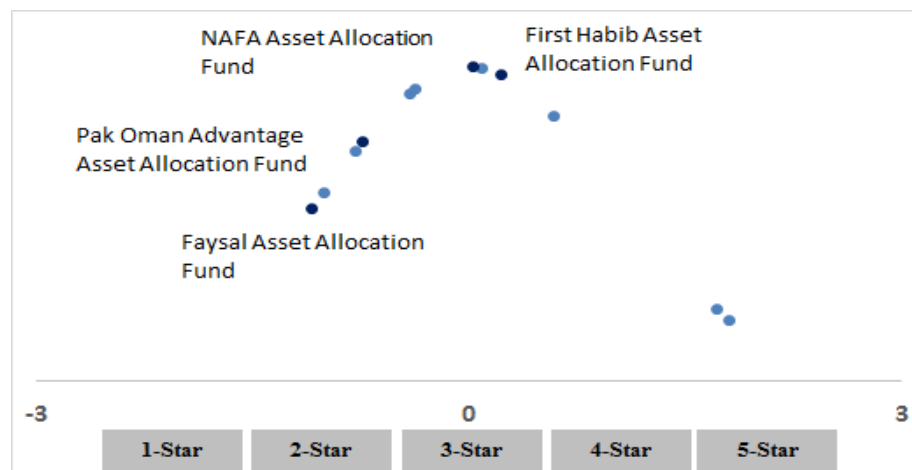 NAFA Asset Allocation
Fund
First Habib Asset
Allocation Fund
Pak Oman Advantage
Asset Allocation Fund
Faysal Asset Allocation
Fund
-3 0 3
1-Star 2-Star 3-Star 4-Star 5-Star